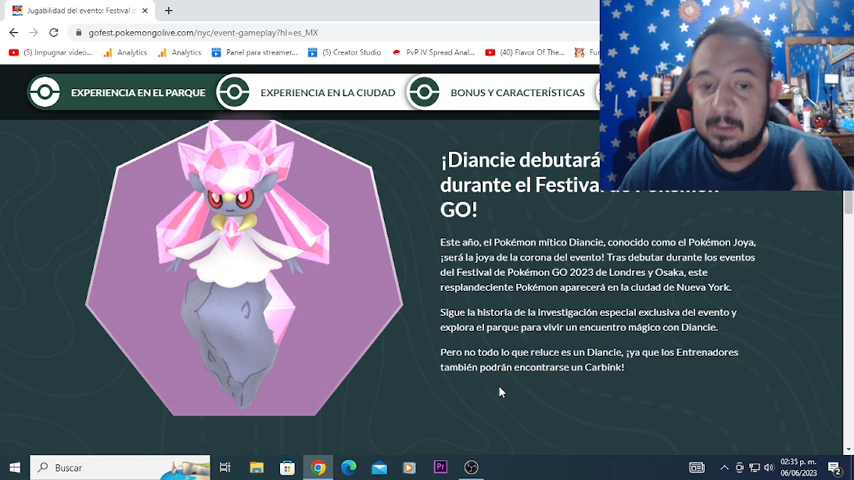 Jugabilidad del evento: Festival d
gofest.pokemongolive.com/nyc/event-gameplay?hl=es_MX
(5) Impugnar video... Analytics Analytics Panel para streamer... (5) Creator Studio PvP IV Spread Anal... (40) Flavor Of The...
EXPERIENCIA EN EL PARQUE EXPERIENCIA EN LA CIUDAD BONUS Y CARACTERÍSTICAS
¡Diancie debutará
durante el Festival de Pokémon
GO!
Este año, el Pokémon mítico Diancie, conocido como el Pokémon Joya,
¡será la joya de la corona del evento! Tras debutar durante los eventos
del Festival de Pokémon GO 2023 de Londres y Osaka, este
resplandeciente Pokémon aparecerá en la ciudad de Nueva York.
Sigue la historia de la investigación especial exclusiva del evento y
explora el parque para vivir un encuentro mágico con Diancie.
Pero no todo lo que reluce es un Diancie, ¡ya que los Entrenadores
también podrán encontrarse un Carbink!
Buscar
02:35 p. m.
06/06/2023
2